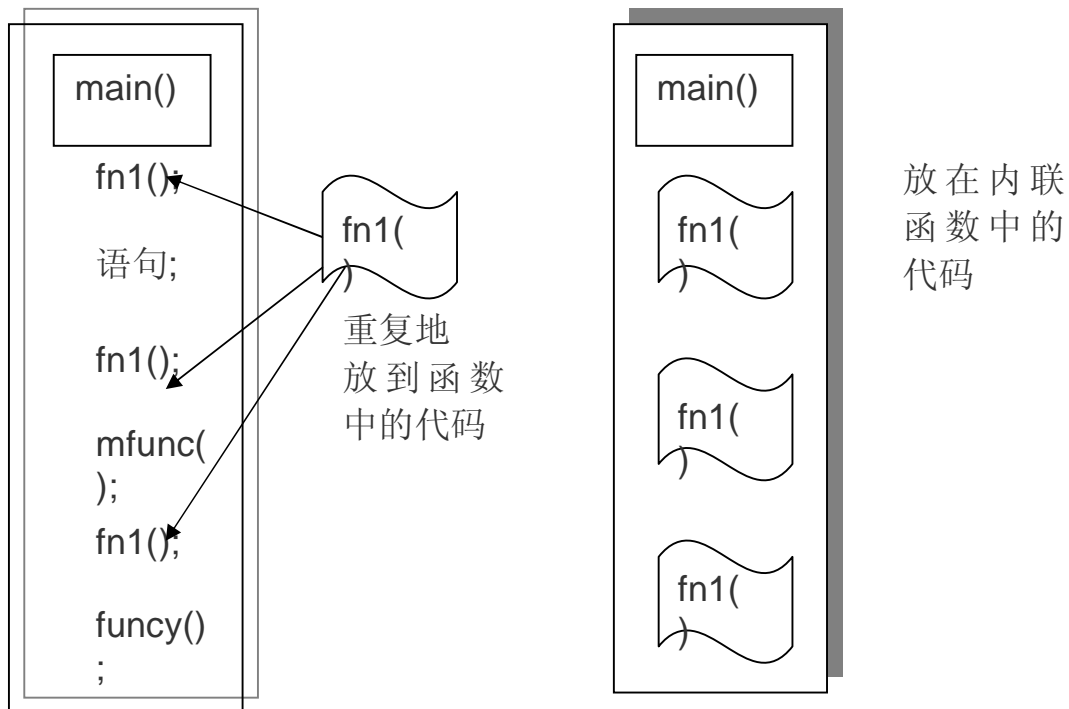 main()
fn1();
语句;
fn1();
mfunc(
);
fn1();
funcy()
;
fn1(
)
重复地
放到函数
中的代码
main()
fn1(
)
fn1(
)
fn1(
)
放在内联
函数中的
代码